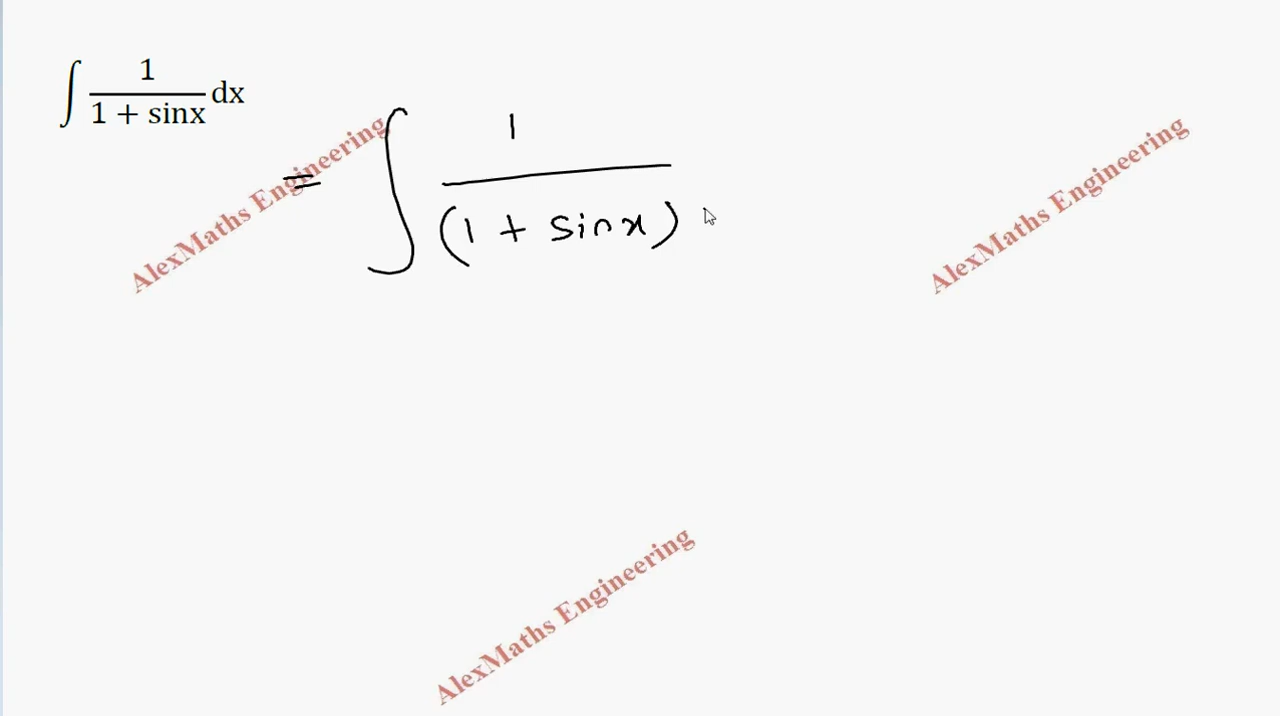 ∫ 1/(1 + sinx) dx
= ∫ 1/((1 + sinx)
AlexMaths Engineering
AlexMaths Engineering
AlexMaths Engineering